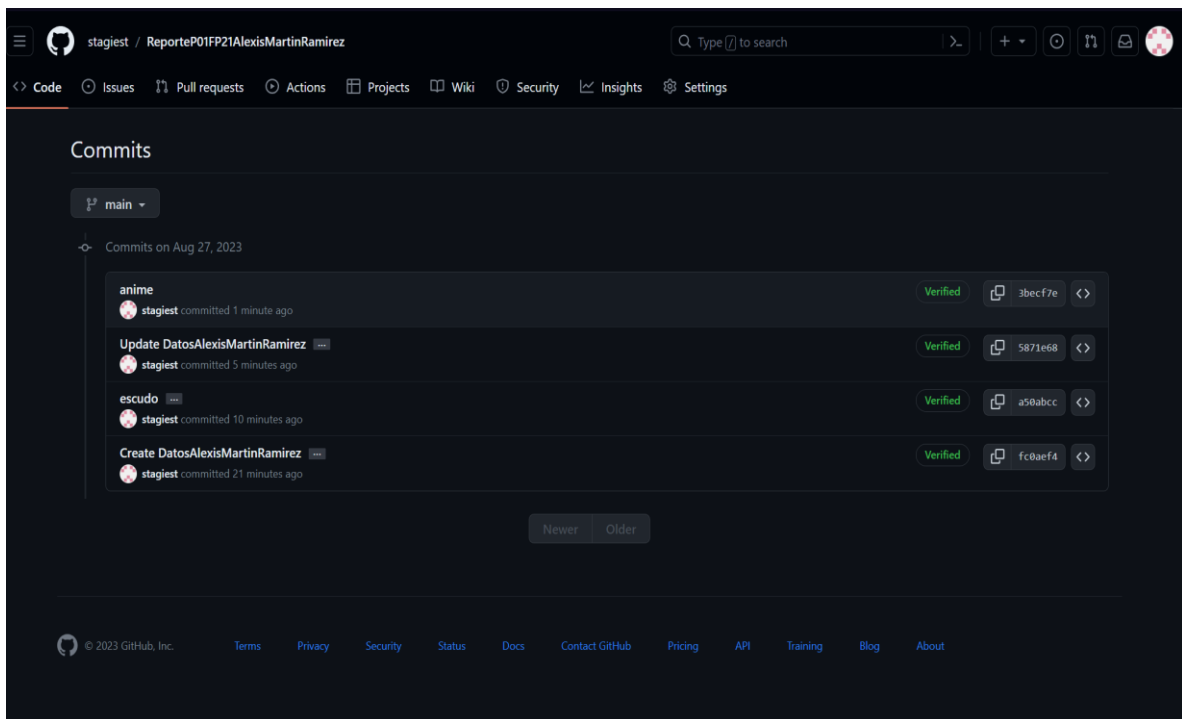 stagiest / ReporteP01FP21AlexisMartinRamirez
Type / to search
Code Issues Pull requests Actions Projects Wiki Security Insights Settings
Commits
main
Commits on Aug 27, 2023
anime
Verified 3becf7e
stagiest committed 1 minute ago
Update DatosAlexisMartinRamirez
Verified 5871e68
stagiest committed 5 minutes ago
escudo
Verified a50abcc
stagiest committed 10 minutes ago
Create DatosAlexisMartinRamirez
Verified fc0aef4
stagiest committed 21 minutes ago
Newer Older
© 2023 GitHub, Inc. Terms Privacy Security Status Docs Contact GitHub Pricing API Training Blog About